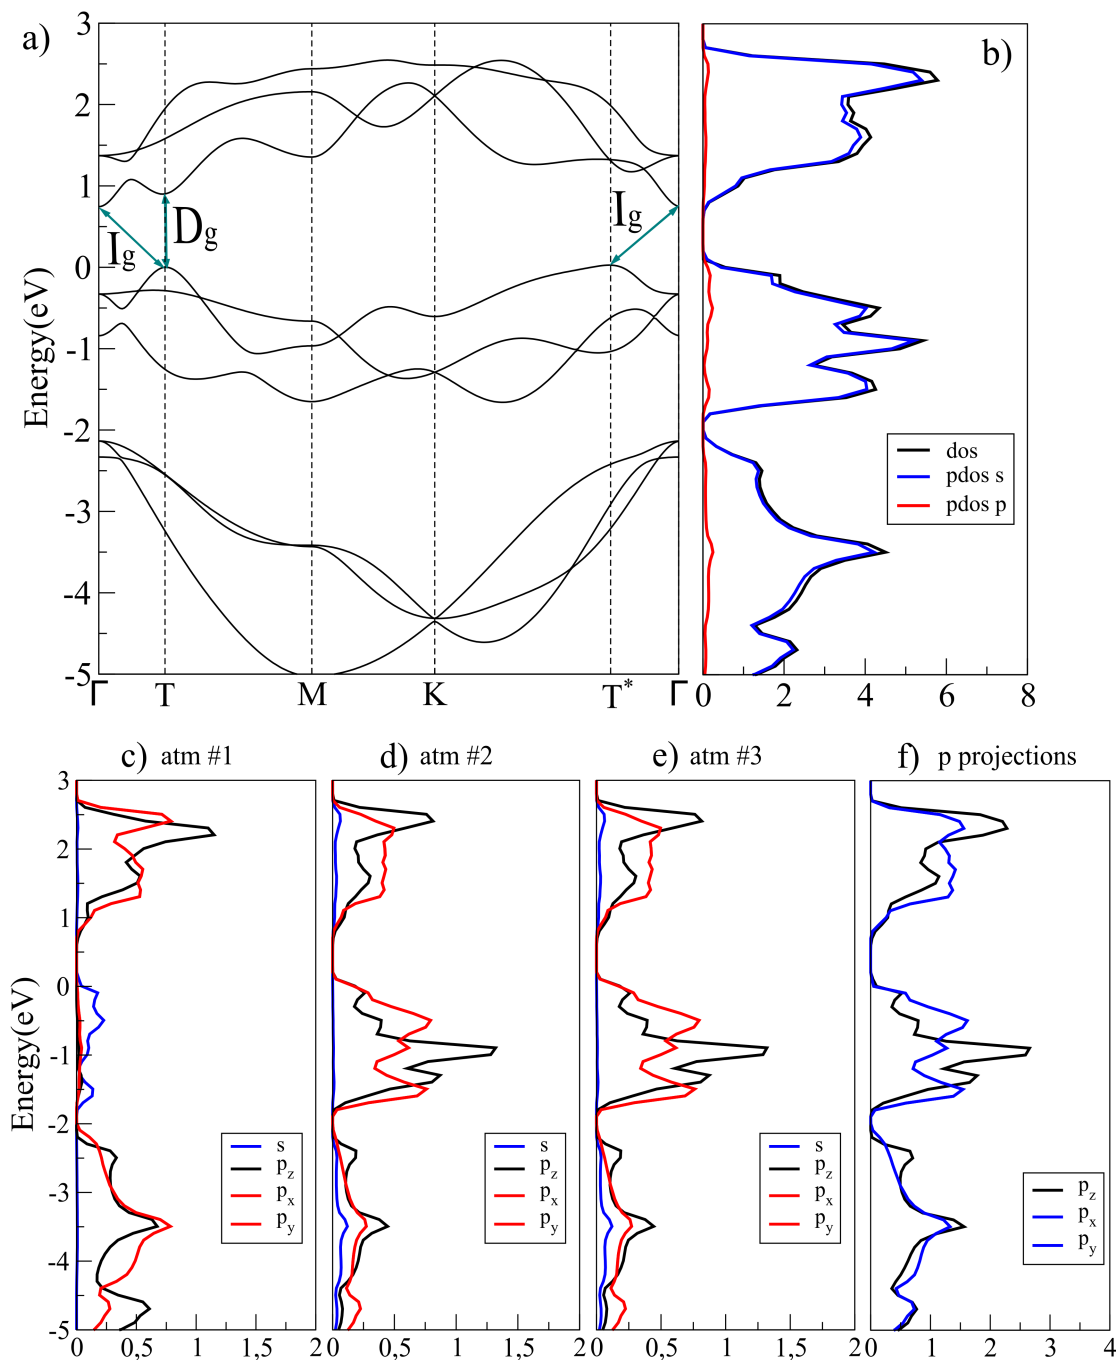 a)
3
2
1
0
-1
-2
-3
-4
-5
Energy(eV)
Ig
Dg
Ig
Γ T M K T* Γ
b)
dos
pdos s
pdos p
0 2 4 6 8
c) atm #1
d) atm #2
e) atm #3
f) p projections
3
2
1
0
-1
-2
-3
-4
-5
Energy(eV)
s
pz
px
py
s
pz
px
py
s
pz
px
py
pz
px
py
0 0,5 1 1,5 2
0 0,5 1 1,5 2
0 0,5 1 1,5 2
0 1 2 3 4